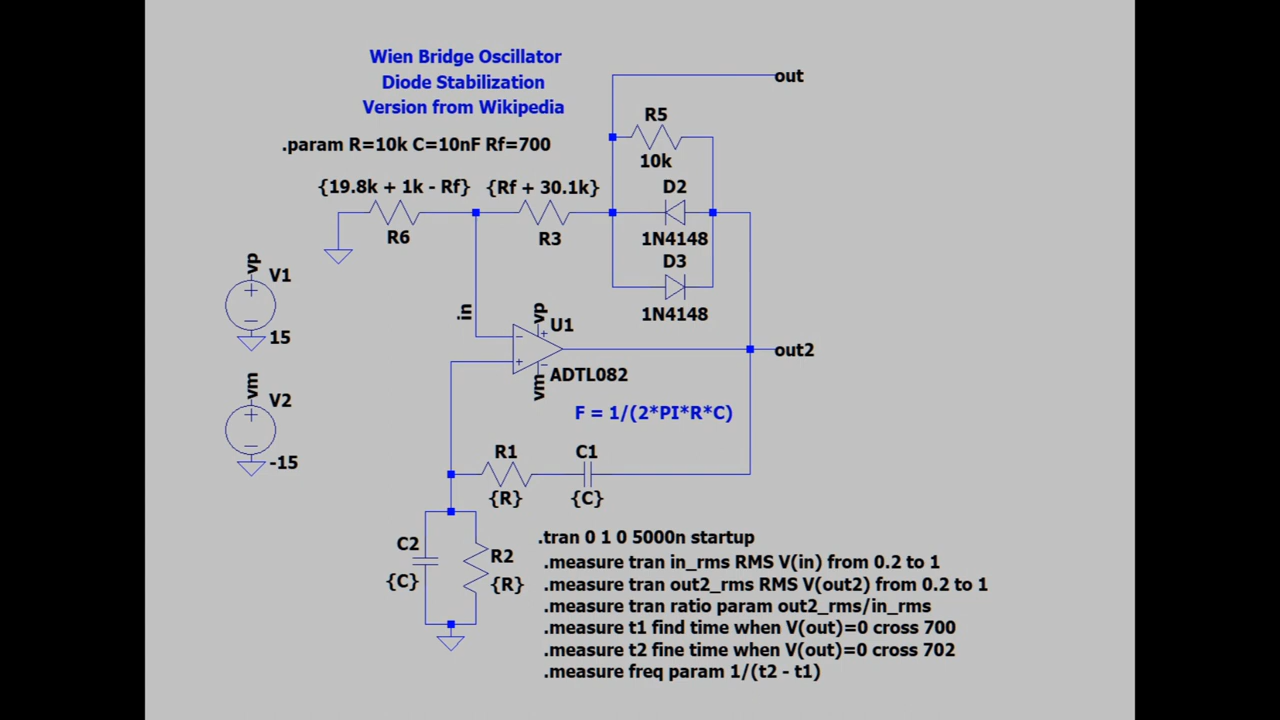 Wien Bridge Oscillator
Diode Stabilization
Version from Wikipedia
out
R5
10k
.param R=10k C=10nF Rf=700
{19.8k + 1k - Rf}
{Rf + 30.1k}
D2
R6
R3
1N4148
D3
1N4148
vp
V1
15
in
vp
U1
+
-
+
-
ADTL082
vm
out2
vm
V2
-15
F = 1/(2*PI*R*C)
R1
{R}
C1
{C}
C2
{C}
R2
{R}
.tran 0 1 0 5000n startup
.measure tran in_rms RMS V(in) from 0.2 to 1
.measure tran out2_rms RMS V(out2) from 0.2 to 1
.measure tran ratio param out2_rms/in_rms
.measure t1 find time when V(out)=0 cross 700
.measure t2 fine time when V(out)=0 cross 702
.measure freq param 1/(t2 - t1)